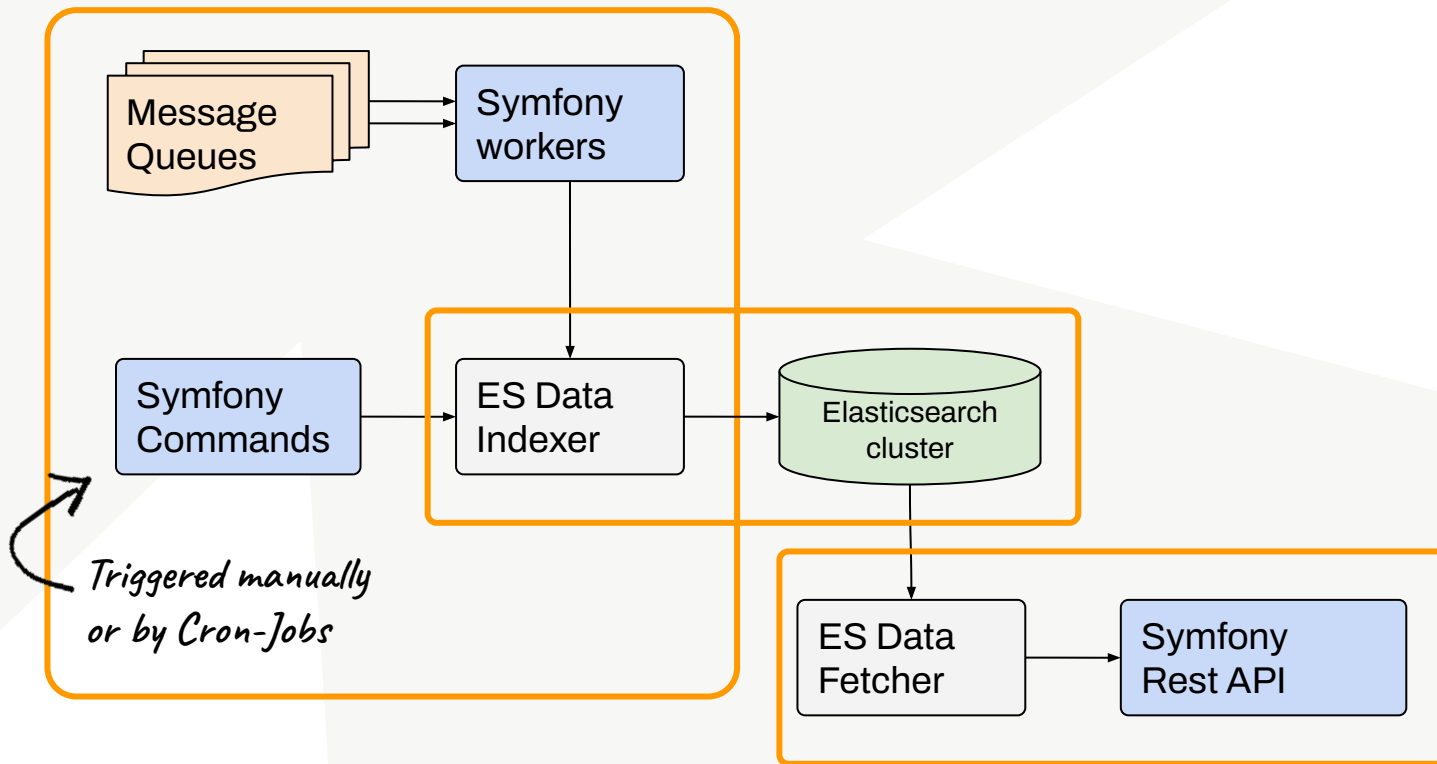 Message
Queues
Symfony
workers
Symfony
Commands
ES Data
Indexer
Elasticsearch
cluster
Triggered manually
or by Cron-Jobs
ES Data
Fetcher
Symfony
Rest API